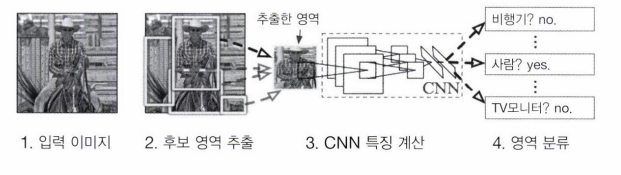 추출한 영역
비행기? no.
⋮
사람? yes.
⋮
TV모니터? no.
CNN
1. 입력 이미지
2. 후보 영역 추출
3. CNN 특징 계산
4. 영역 분류